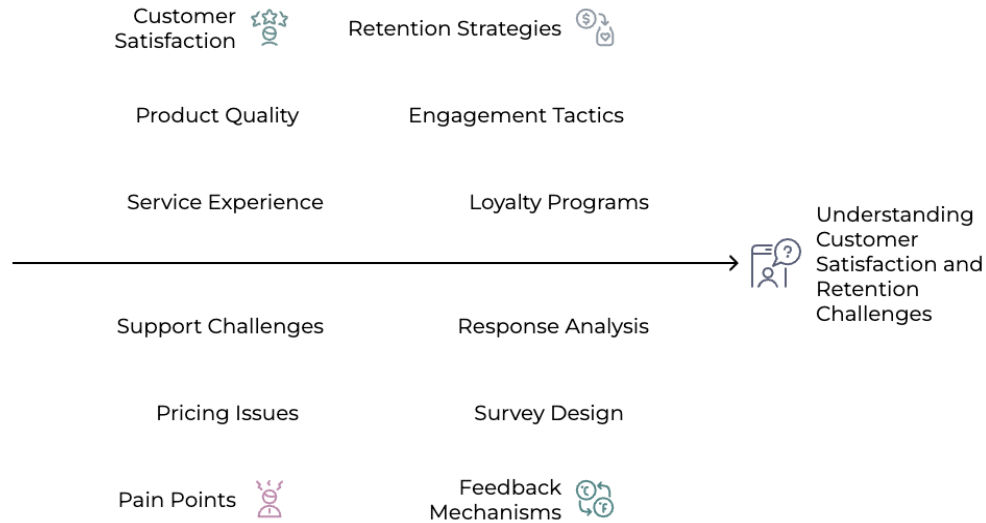 Customer
Satisfaction
Retention Strategies
Product Quality
Engagement Tactics
Service Experience
Loyalty Programs
Understanding
Customer
Satisfaction and
Retention
Challenges
?
$
Support Challenges
Response Analysis
Pricing Issues
Survey Design
Pain Points
Feedback
Mechanisms
°C
°F